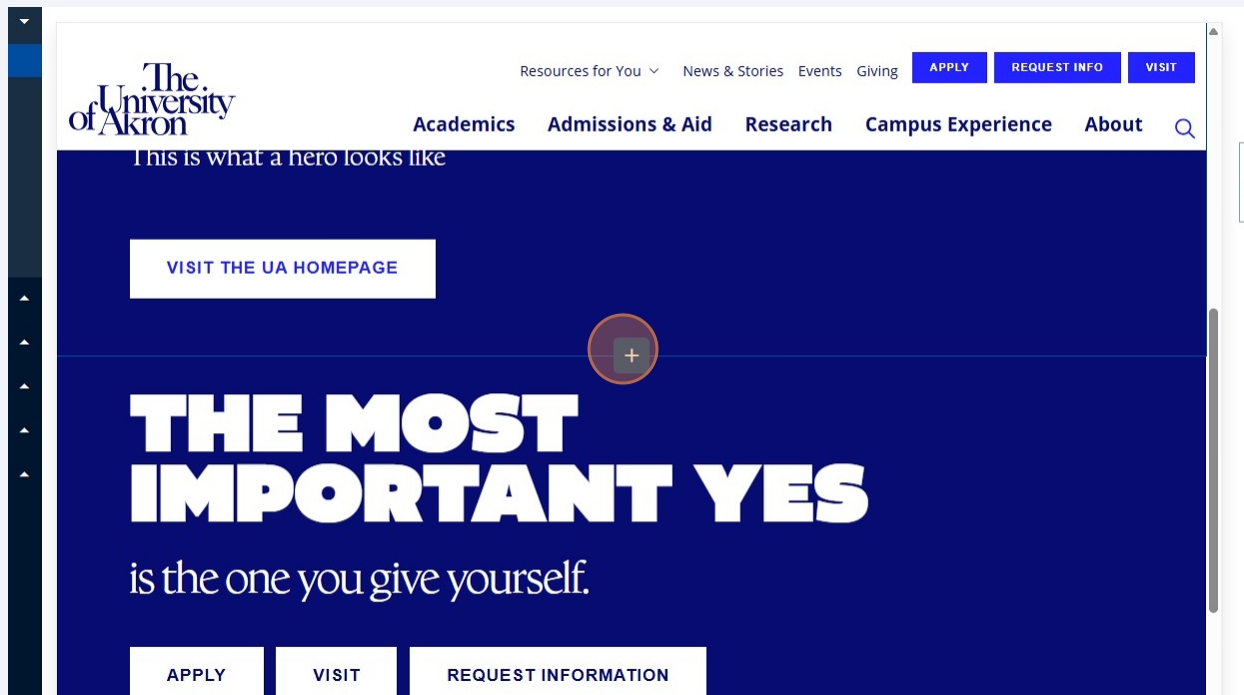 The
University
of Akron
Resources for You News & Stories Events Giving APPLY REQUEST INFO VISIT
Academics Admissions & Aid Research Campus Experience About
This is what a hero looks like
VISIT THE UA HOMEPAGE
+
THE MOST
IMPORTANT YES
is the one you give yourself.
APPLY VISIT REQUEST INFORMATION